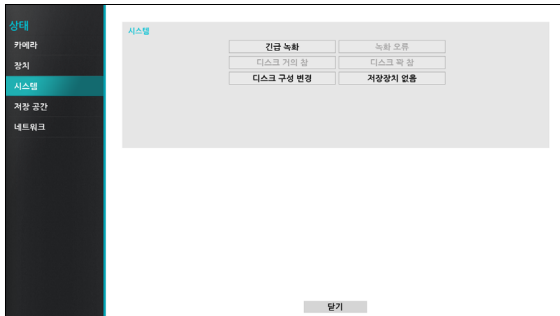 상태
카메라
장치
시스템
저장 공간
네트워크
시스템
긴급 녹화
녹화 오류
디스크 거의 참
디스크 꽉 참
디스크 구성 변경
저장장치 없음
닫기